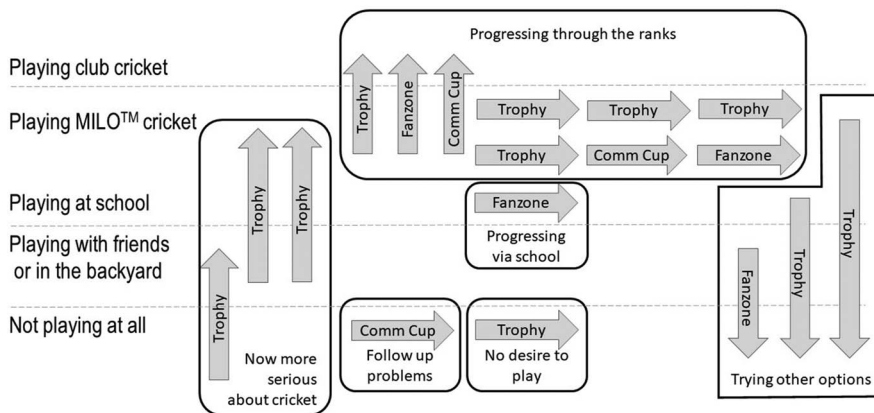 Progressing through the ranks
Playing club cricket
Trophy
Fanzone
Comm Cup
Trophy
Trophy
Trophy
Playing MILO™ cricket
Trophy
Comm Cup
Fanzone
Trophy
Trophy
Playing at school
Fanzone
Trophy
Playing with friends
or in the backyard
Progressing
via school
Trophy
Fanzone
Trophy
Not playing at all
Comm Cup
Follow up
problems
Trophy
No desire to
play
Now more
serious
about cricket
Trying other options